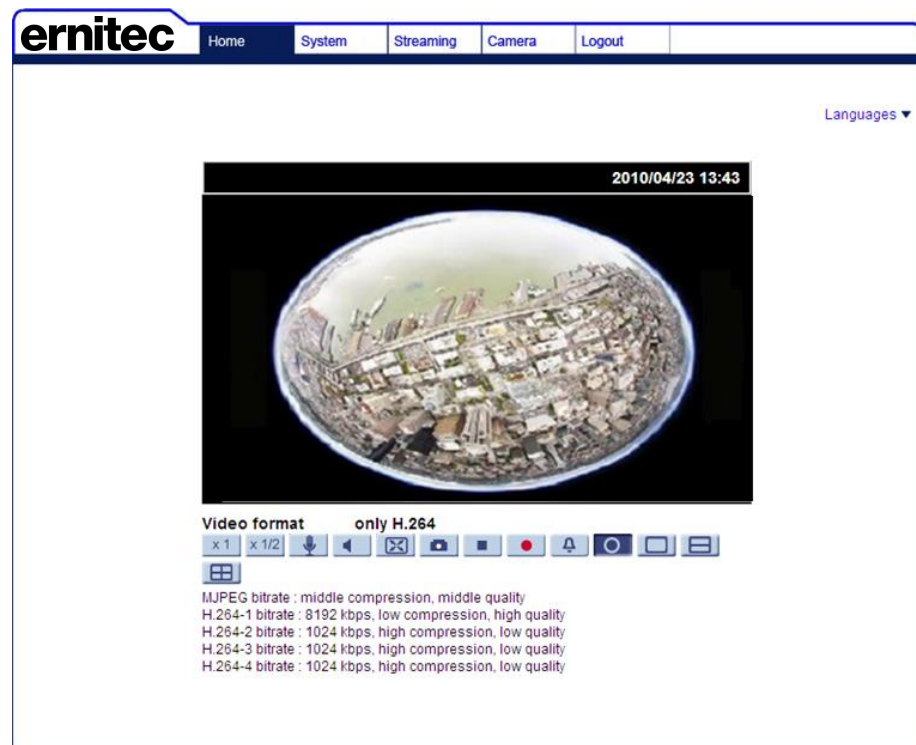 ernitec
Home System Streaming Camera Logout
Languages ▼
2010/04/23 13:43
Video format only H.264
x 1 x 1/2
MJPEG bitrate : middle compression, middle quality
H.264-1 bitrate : 8192 kbps, low compression, high quality
H.264-2 bitrate : 1024 kbps, high compression, low quality
H.264-3 bitrate : 1024 kbps, high compression, low quality
H.264-4 bitrate : 1024 kbps, high compression, low quality